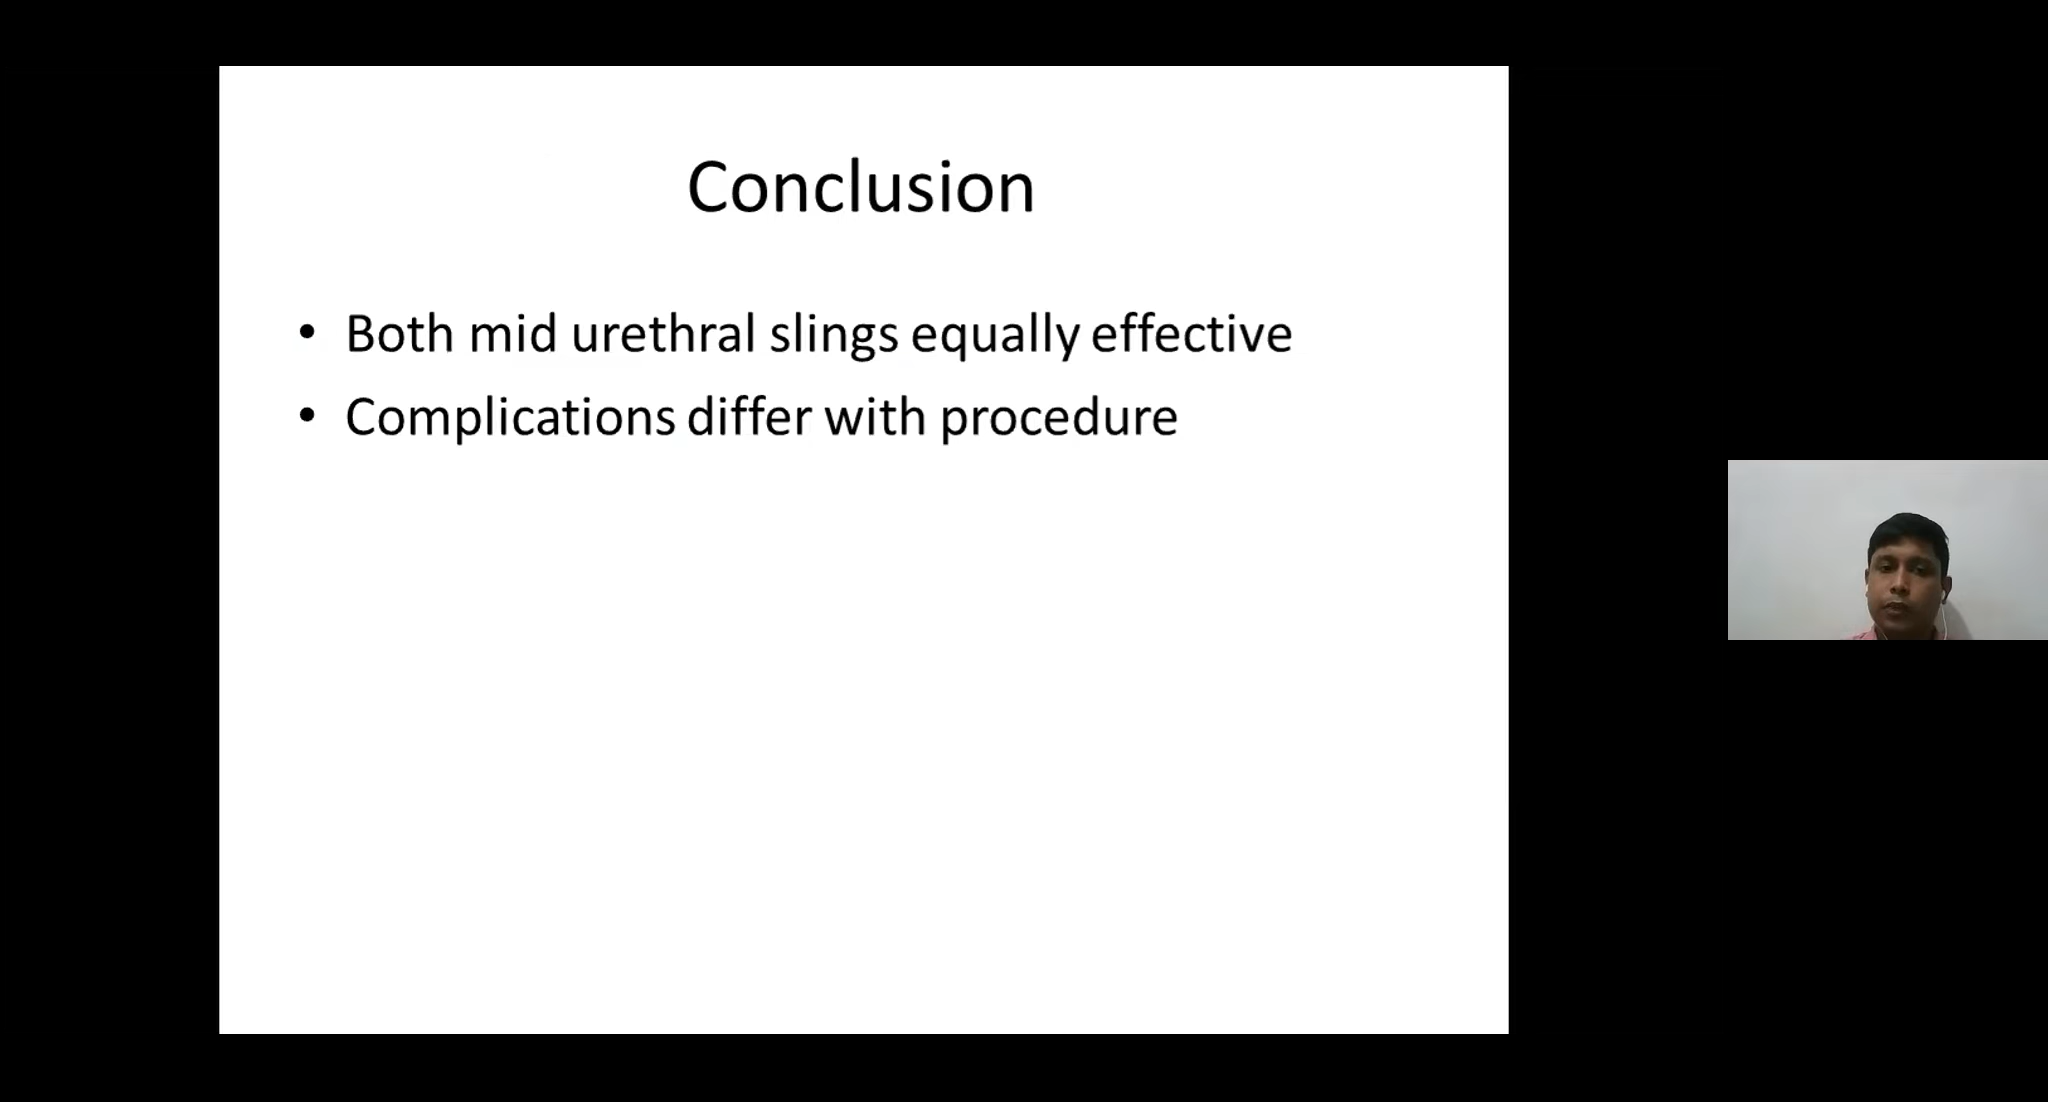 Conclusion
• Both mid urethral slings equally effective
• Complications differ with procedure